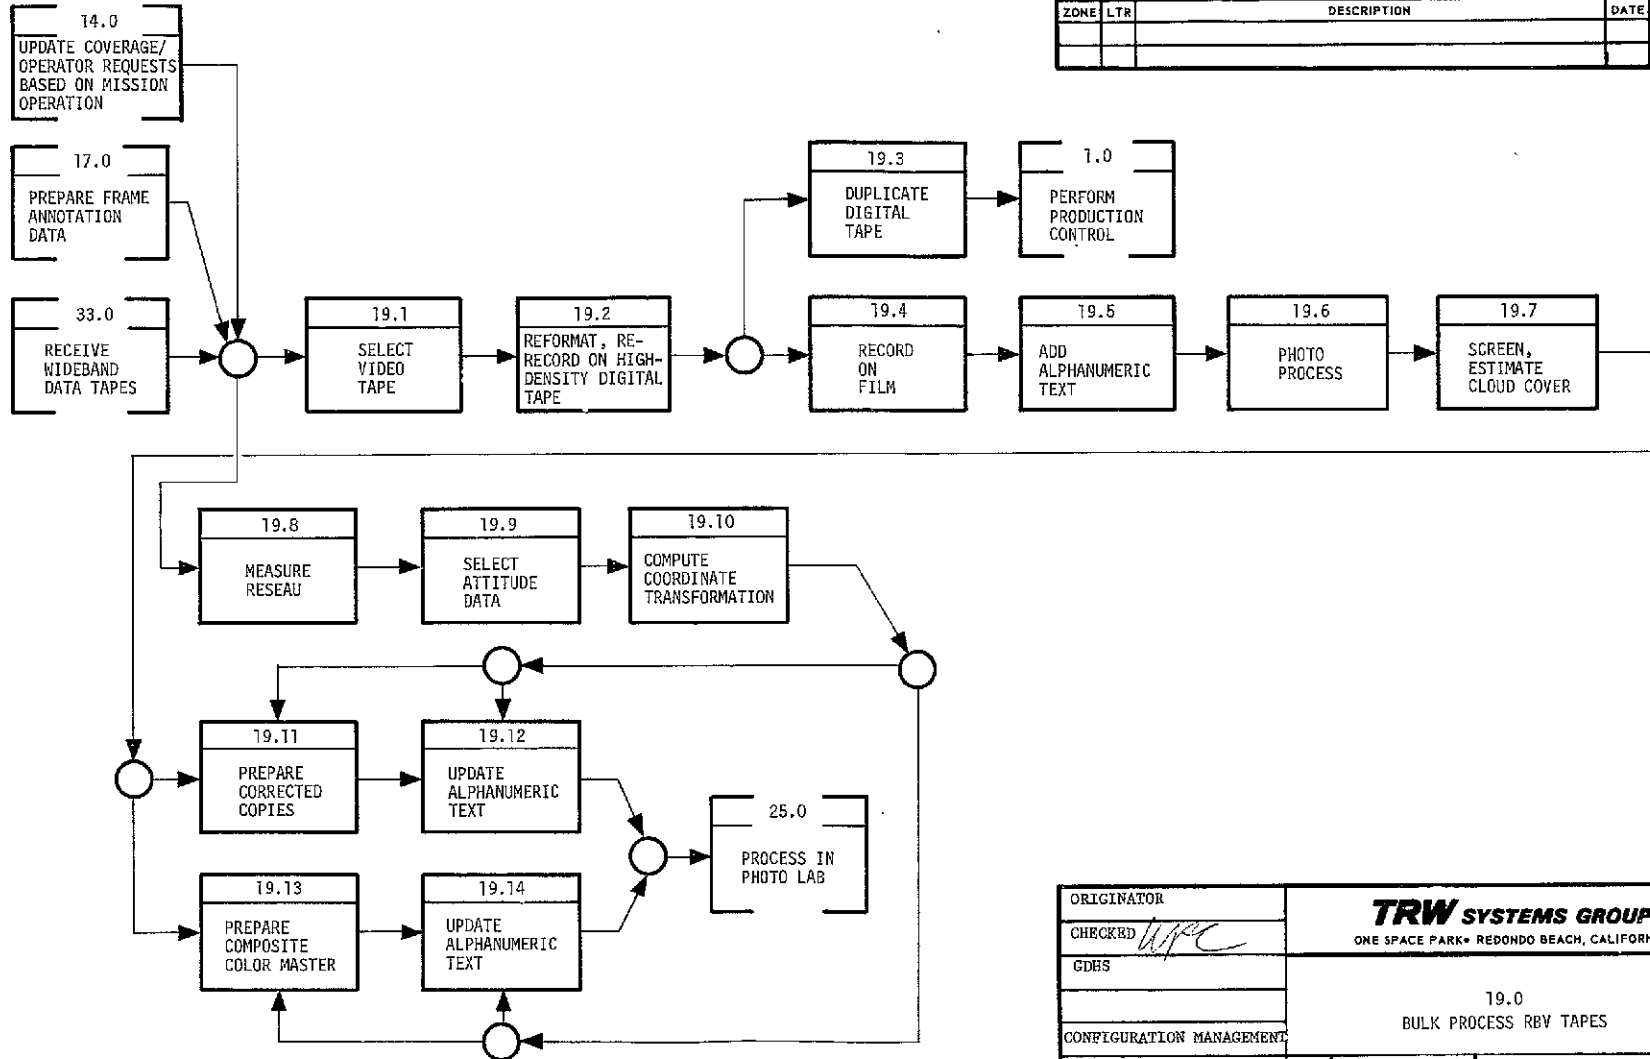 ZONE LTR DESCRIPTION DATE
14.0
UPDATE COVERAGE/
OPERATOR REQUESTS
BASED ON MISSION
OPERATION
17.0
PREPARE FRAME
ANNOTATION
DATA
33.0
RECEIVE
WIDEBAND
DATA TAPES
19.1
SELECT
VIDEO
TAPE
19.2
REFORMAT, RE-
RECORD ON HIGH-
DENSITY DIGITAL
TAPE
19.3
DUPLICATE
DIGITAL
TAPE
1.0
PERFORM
PRODUCTION
CONTROL
19.4
RECORD
ON
FILM
19.5
ADD
ALPHANUMERIC
TEXT
19.6
PHOTO
PROCESS
19.7
SCREEN,
ESTIMATE
CLOUD COVER
19.8
MEASURE
RESEAU
19.9
SELECT
ATTITUDE
DATA
19.10
COMPUTE
COORDINATE
TRANSFORMATION
19.11
PREPARE
CORRECTED
COPIES
19.12
UPDATE
ALPHANUMERIC
TEXT
19.13
PREPARE
COMPOSITE
COLOR MASTER
19.14
UPDATE
ALPHANUMERIC
TEXT
25.0
PROCESS IN
PHOTO LAB
ORIGINATOR
CHECKED
GDHS
CONFIGURATION MANAGEMENT
TRW SYSTEMS GROUP
ONE SPACE PARK • REDONDO BEACH, CALIFORN
19.0
BULK PROCESS RBV TAPES